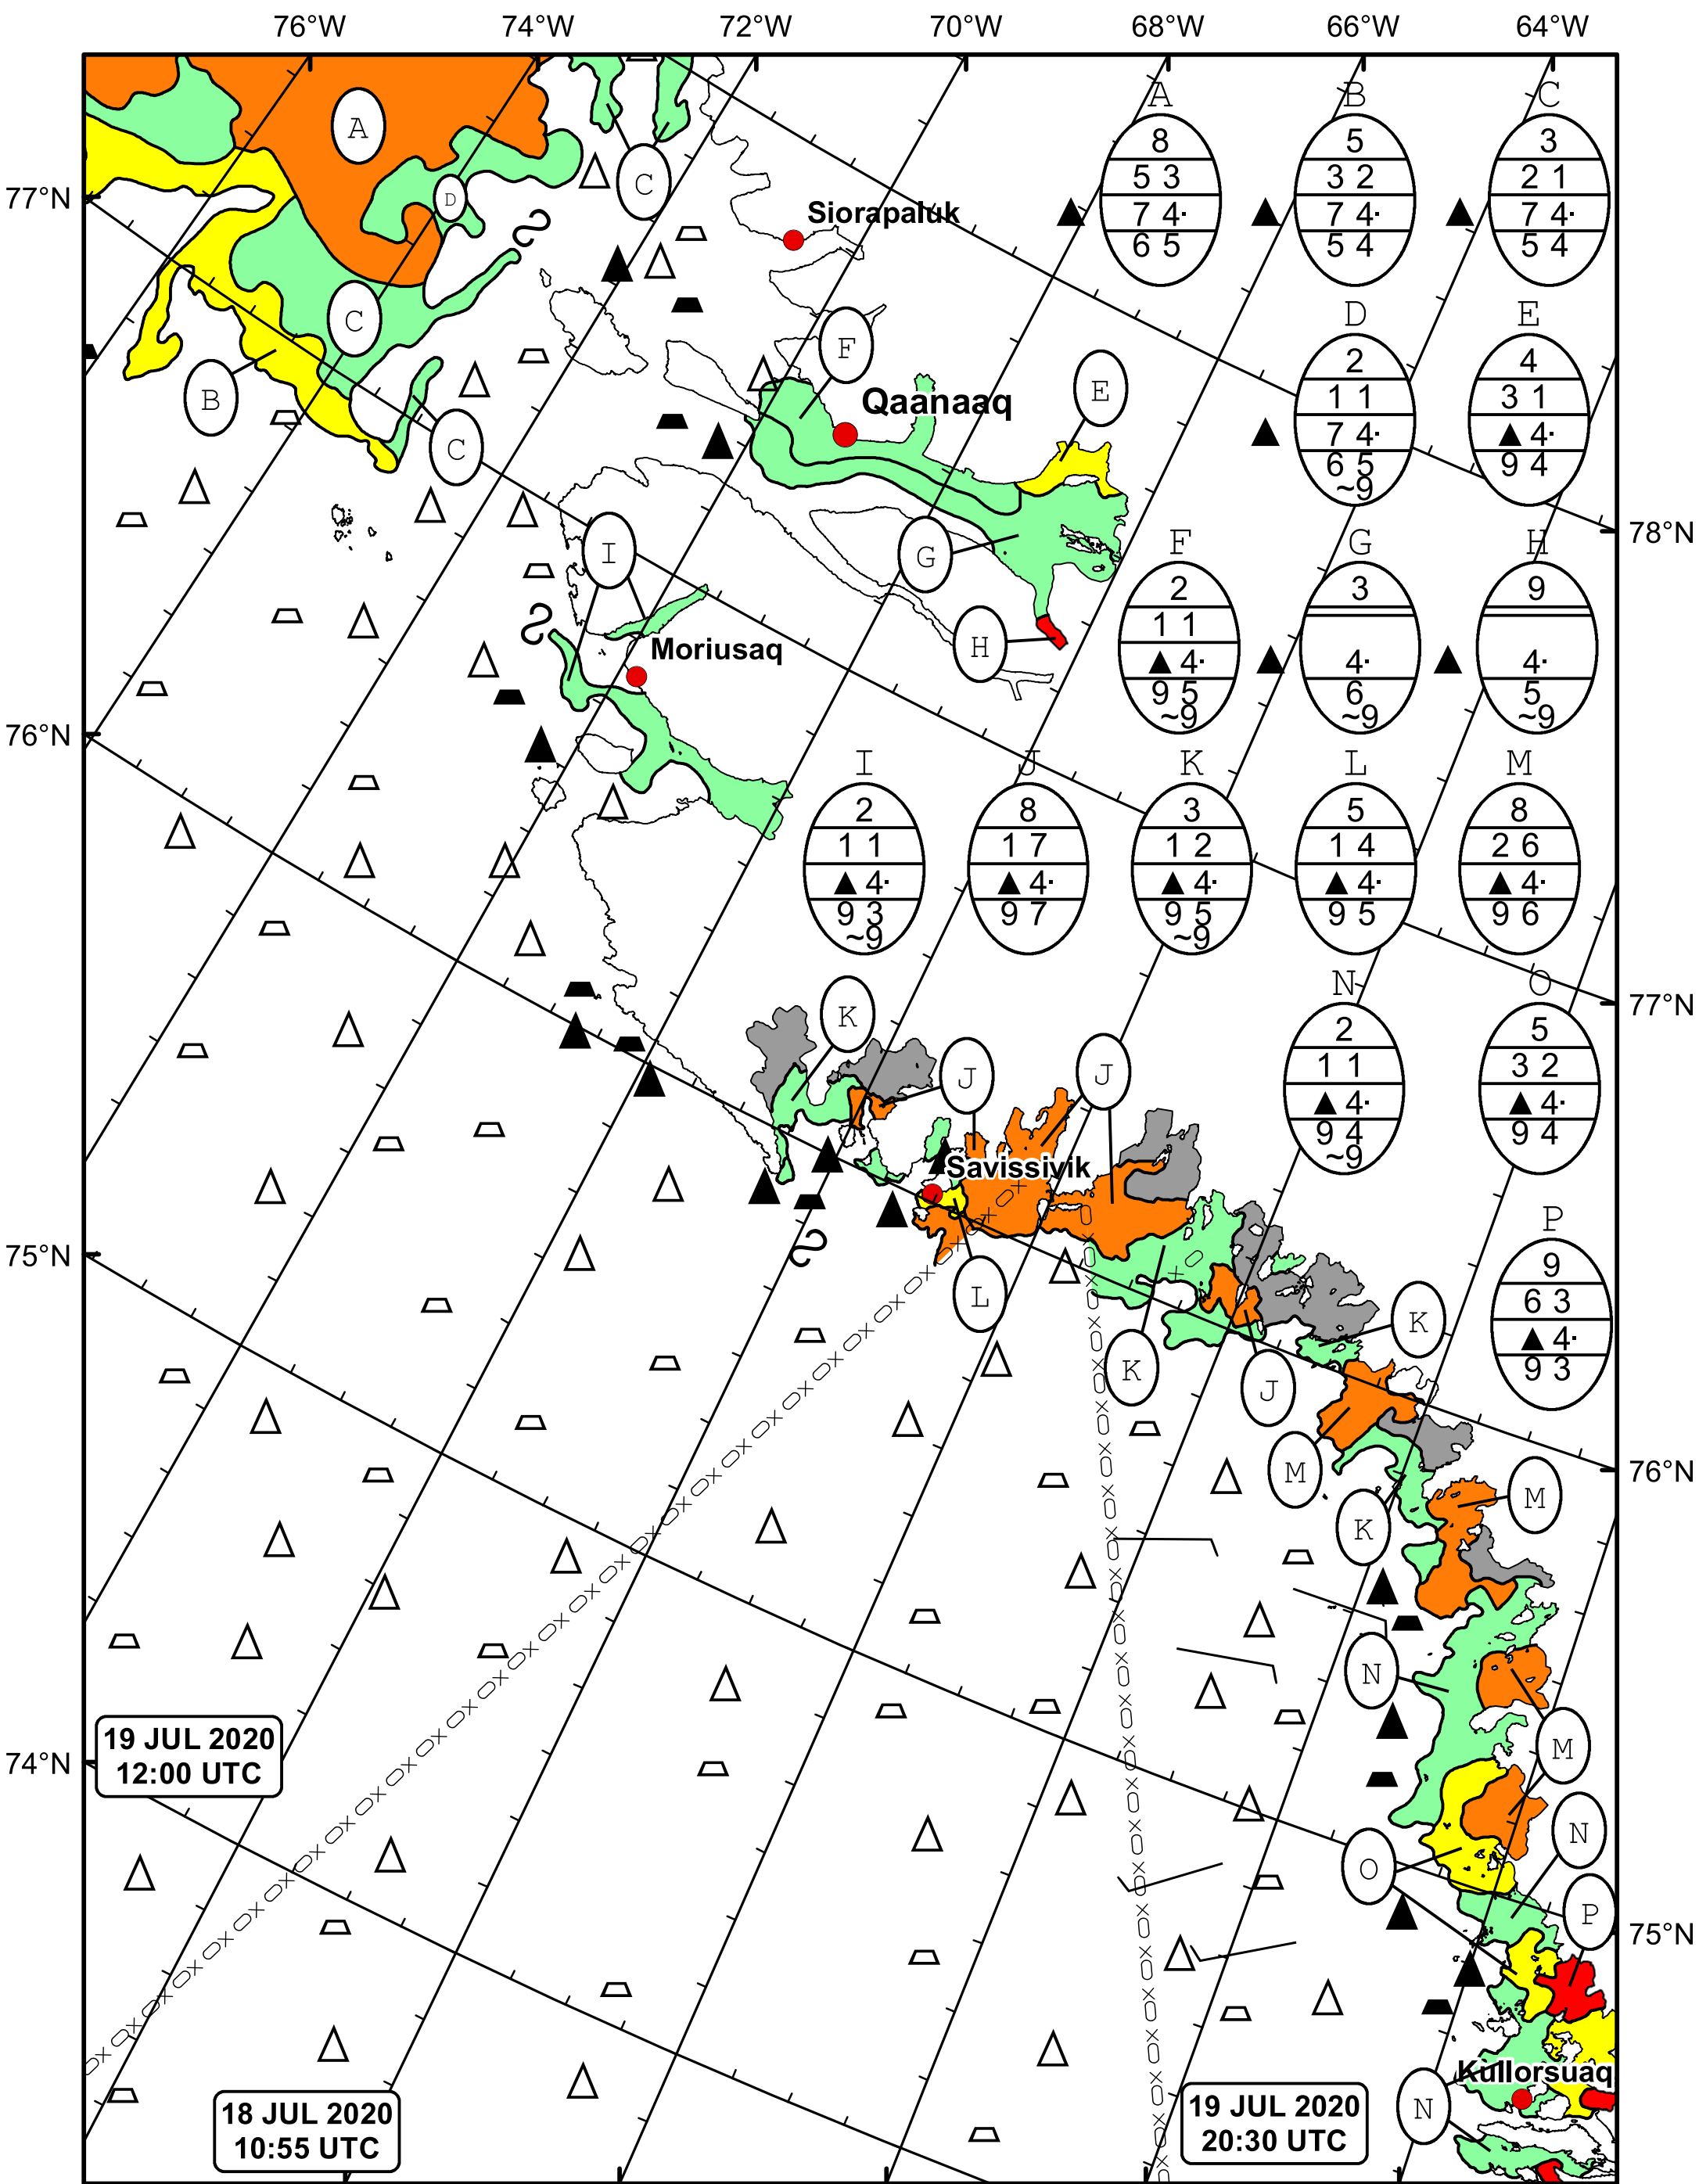 76°W 74°W 72°W 70°W 68°W 66°W 64°W
A B C
8 5 3
5 3 3 2 2 1
7 4· 7 4· 7 4·
6 5 5 4 5 4
A
C
77°N
D
Siorapaluk
C
D E
2 4
1 1 3 1
7 4· 4·
6 5 9 4
~9
F
E
B
Qaanaaq
C
78°N
I
G
F G H
2 3 9
1 1
4· 4· 4·
9 5 6 5
~9 ~9 ~9
H
Moriusaq
76°N
I J K L M
2 8 3 5 8
1 1 1 7 1 2 1 4 2 6
4· 4· 4· 4· 4·
9 3 9 7 9 5 9 5 9 6
~9 ~9
77°N
K
J
J
N O
2 5
1 1 3 2
4· 4·
9 4 9 4
~9
Savissivik
75°N
P
9
6 3
4·
9 3
L
K
K
J
76°N
M
M
K
N
19 JUL 2020
12:00 UTC
74°N
M
N
O
P
75°N
Kullorsuaq
N
18 JUL 2020
10:55 UTC
19 JUL 2020
20:30 UTC